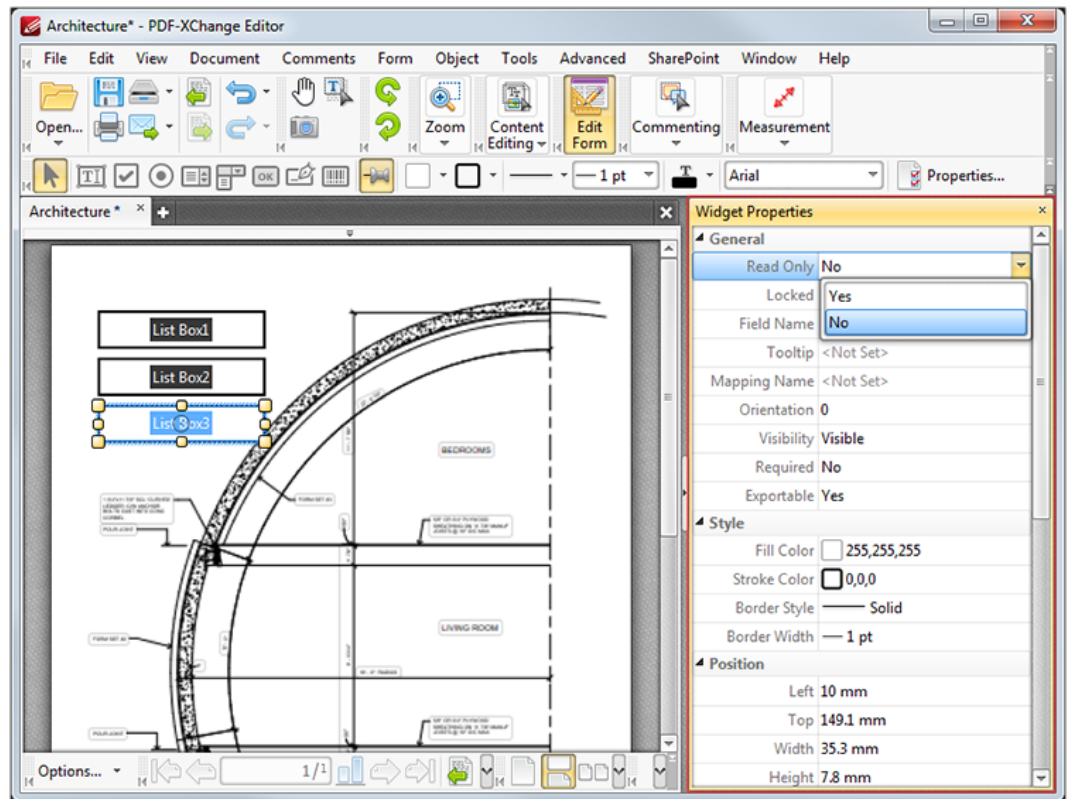 Architecture* - PDF-XChange Editor
File Edit View Document Comments Form Object Tools Advanced SharePoint Window Help
Open... Zoom Content Editing Edit Form Commenting Measurement
OK 1 pt T Arial Properties...
Architecture *
List Box1
List Box2
List Box3
BEDROOMS
LIVING ROOM
Widget Properties
General
Read Only No
Yes
No
Locked
Field Name
Tooltip <Not Set>
Mapping Name <Not Set>
Orientation 0
Visibility Visible
Required No
Exportable Yes
Style
Fill Color 255,255,255
Stroke Color 0,0,0
Border Style Solid
Border Width 1 pt
Position
Left 10 mm
Top 149.1 mm
Width 35.3 mm
Height 7.8 mm
Options... 1/1